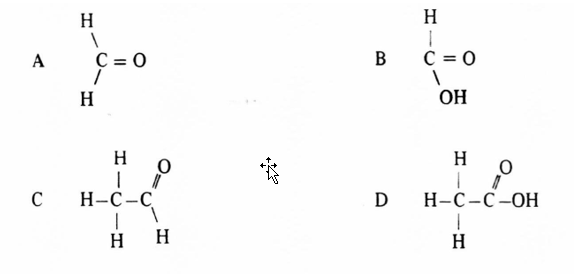 H
A C = O
H
H
B C = O
OH
H O
C H–C–C
H H
H O
D H–C–C–OH
H